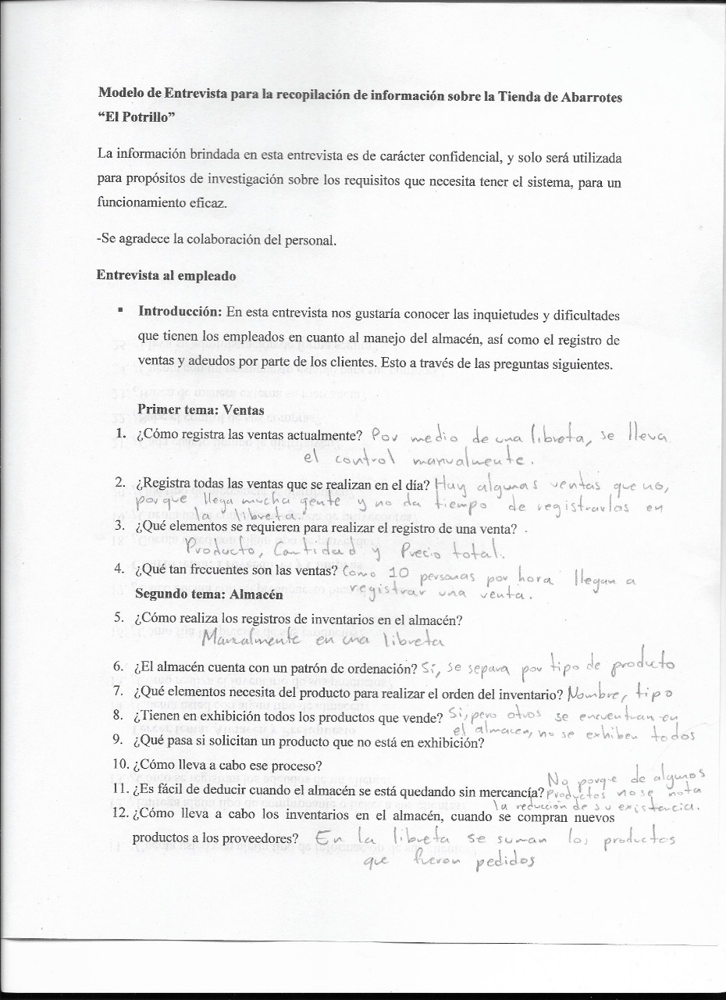 Modelo de Entrevista para la recopilación de información sobre la Tienda de Abarrotes
“El Potrillo”
La información brindada en esta entrevista es de carácter confidencial, y solo será utilizada
para propósitos de investigación sobre los requisitos que necesita tener el sistema, para un
funcionamiento eficaz.
-Se agradece la colaboración del personal.
Entrevista al empleado
▪ Introducción: En esta entrevista nos gustaría conocer las inquietudes y dificultades
que tienen los empleados en cuanto al manejo del almacén, así como el registro de
ventas y adeudos por parte de los clientes. Esto a través de las preguntas siguientes.
Primer tema: Ventas
1. ¿Cómo registra las ventas actualmente? Por medio de una libreta, se lleva
el control manualmente.
2. ¿Registra todas las ventas que se realizan en el día? Hay algunas ventas que no,
porque llega mucha gente y no da tiempo de registrarlas en
la libreta.
3. ¿Qué elementos se requieren para realizar el registro de una venta?
Producto, Cantidad y Precio total.
4. ¿Qué tan frecuentes son las ventas? Como 10 personas por hora llegan a
registrar una venta.
Segundo tema: Almacén
5. ¿Cómo realiza los registros de inventarios en el almacén?
Manualmente en una libreta
6. ¿El almacén cuenta con un patrón de ordenación? Sí, se separa por tipo de producto
7. ¿Qué elementos necesita del producto para realizar el orden del inventario? Nombre, tipo
8. ¿Tienen en exhibición todos los productos que vende? Si, pero otros se encuentran en
el almacen, no se exhiben todos
9. ¿Qué pasa si solicitan un producto que no está en exhibición?
10. ¿Cómo lleva a cabo ese proceso?
No porque de algunos
11. ¿Es fácil de deducir cuando el almacén se está quedando sin mercancía? Productos no se nota
la reducción de su existencia.
12. ¿Cómo lleva a cabo los inventarios en el almacén, cuando se compran nuevos
productos a los proveedores? En la libreta se suman los productos
que fueron pedidos